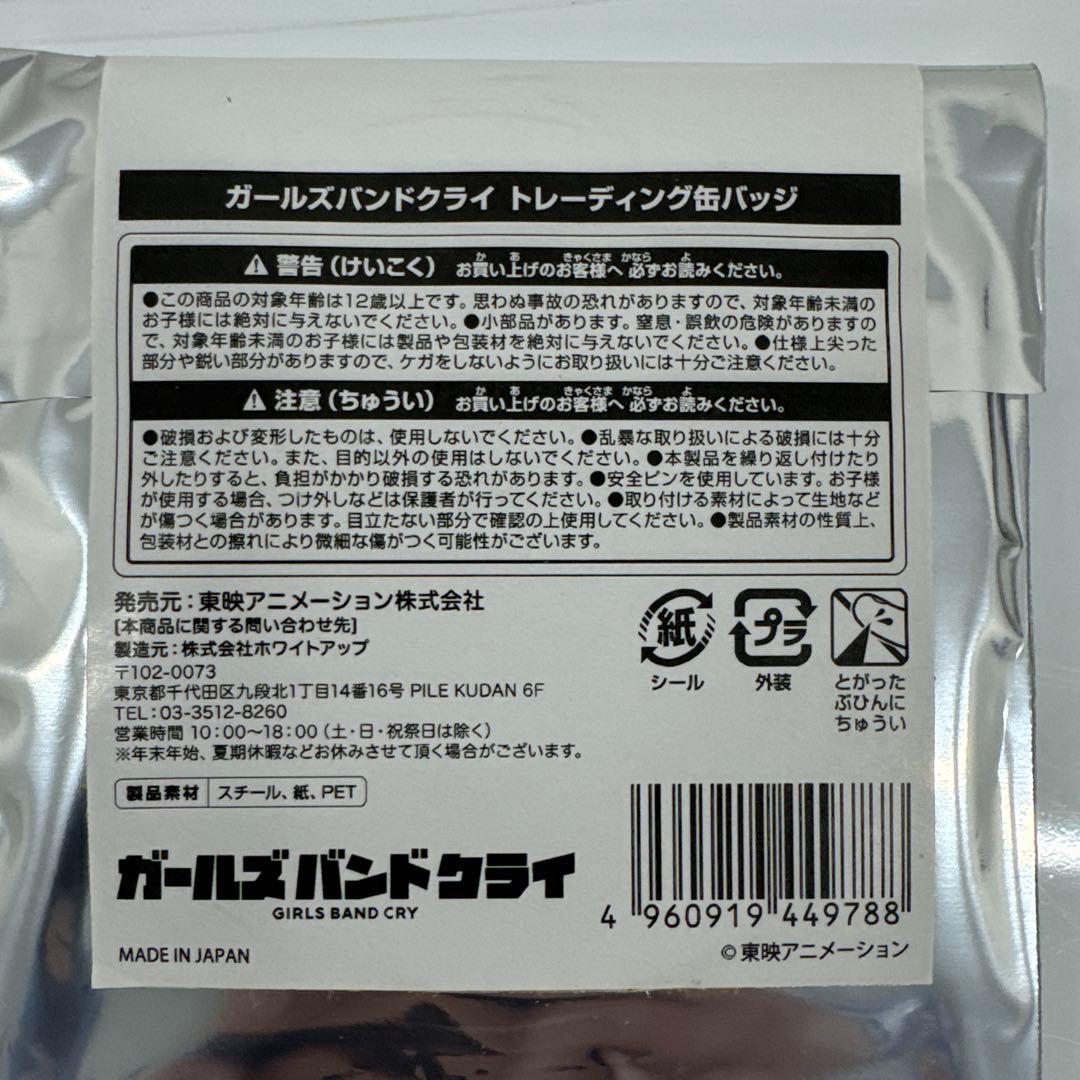 ガールズバンドクライ トレーディング缶バッジ
⚠ 警告（けいこく） お買い上げのお客様へ 必ずお読みください。
●この商品の対象年齢は12歳以上です。思わぬ事故の恐れがありますので、対象年齢未満の
お子様には絶対に与えないでください。●小部品があります。窒息・誤飲の危険がありますの
で、対象年齢未満のお子様には製品や包装材を絶対に与えないでください。●仕様上尖った
部分や鋭い部分がありますので、ケガをしないようにお取り扱いには十分ご注意ください。
⚠ 注意（ちゅうい） お買い上げのお客様へ 必ずお読みください。
●破損および変形したものは、使用しないでください。●乱暴な取り扱いによる破損には十分
ご注意ください。また、目的以外の使用はしないでください。●本製品を繰り返し付けたり
外したりすると、負担がかかり破損する恐れがあります。●安全ピンを使用しています。お子様
が使用する場合、つけ外しなどは保護者が行ってください。●取り付ける素材によって生地など
が傷つく場合があります。目立たない部分で確認の上使用してください。●製品素材の性質上、
包装材との擦れにより微細な傷がつく可能性がございます。
発売元：東映アニメーション株式会社
[本商品に関する問い合わせ先]
製造元：株式会社ホワイトアップ
〒102-0073
東京都千代田区九段北1丁目14番16号 PILE KUDAN 6F
TEL：03-3512-8260
営業時間 10：00〜18：00（土・日・祝祭日は除く）
※年末年始、夏期休暇などお休みさせて頂く場合がございます。
紙
シール
プラ
外装
とがった
ぶひんに
ちゅうい
製品素材 スチール、紙、PET
ガールズバンドクライ
GIRLS BAND CRY
4 960919 449788
MADE IN JAPAN
©東映アニメーション